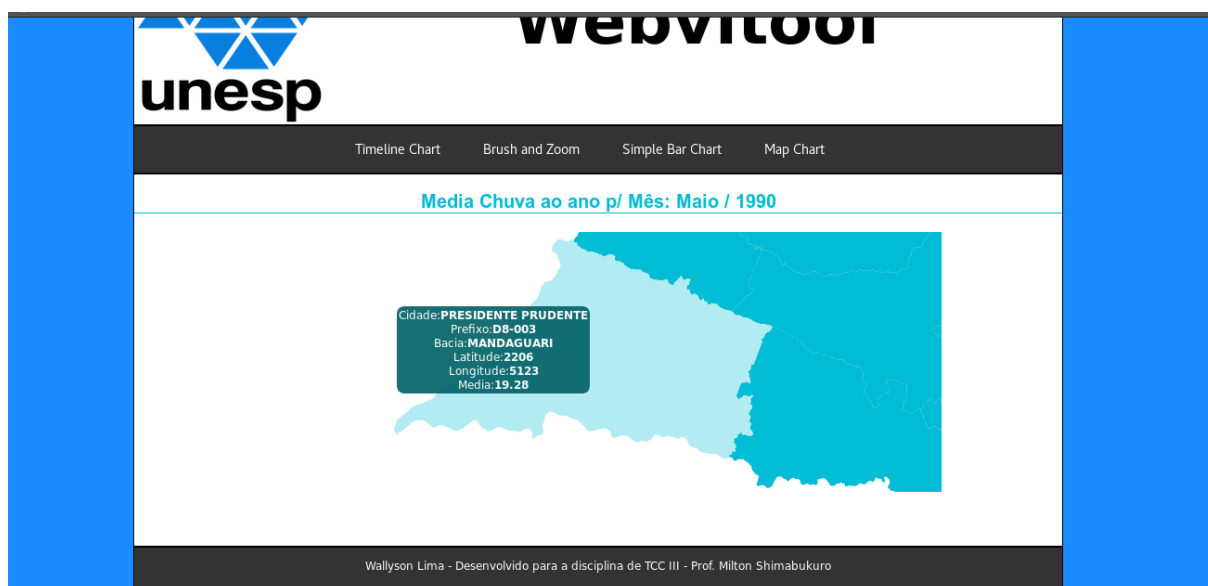 Webvitool
unesp
Timeline Chart Brush and Zoom Simple Bar Chart Map Chart
Media Chuva ao ano p/ Mês: Maio / 1990
Cidade:PRESIDENTE PRUDENTE
Prefixo:D8-003
Bacia:MANDAGUARI
Latitude:2206
Longitude:5123
Media:19.28
Wallyson Lima - Desenvolvido para a disciplina de TCC III - Prof. Milton Shimabukuro